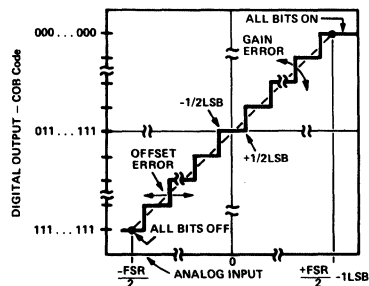 ALL BITS ON
000 ... 000
GAIN
ERROR
DIGITAL OUTPUT – COB Code
-1/2LSB
011 ... 111
+1/2LSB
OFFSET
ERROR
111 ... 111
ALL BITS OFF
-FSR
2
ANALOG INPUT
0
+FSR
2
-1LSB